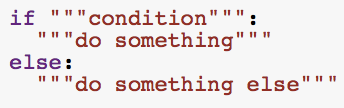 if """condition""":
  """do something"""
else:
  """do something else"""